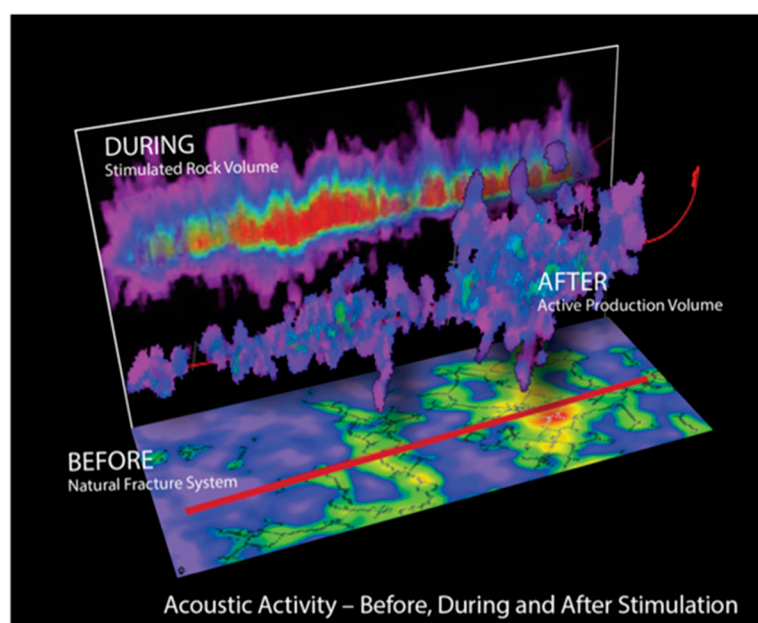 DURING
Stimulated Rock Volume
AFTER
Active Production Volume
BEFORE
Natural Fracture System
Acoustic Activity – Before, During and After Stimulation